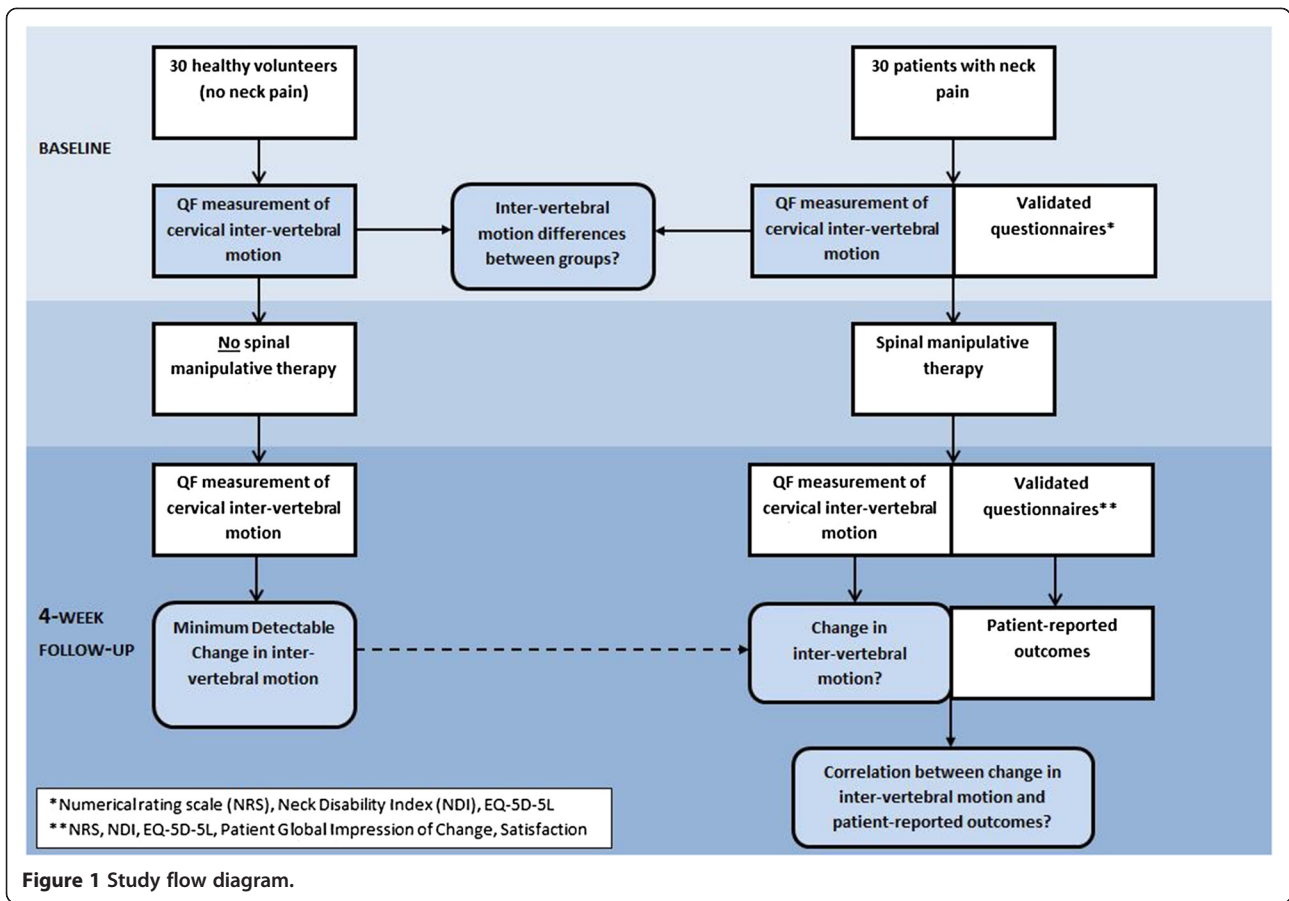 30 healthy volunteers
(no neck pain)
30 patients with neck
pain
BASELINE
QF measurement of
cervical inter-vertebral
motion
Inter-vertebral
motion differences
between groups?
QF measurement of
cervical inter-vertebral
motion
Validated
questionnaires*
No spinal
manipulative therapy
Spinal manipulative
therapy
QF measurement of
cervical inter-vertebral
motion
QF measurement of
cervical inter-vertebral
motion
Validated
questionnaires**
4-WEEK
FOLLOW-UP
Minimum Detectable
Change in inter-
vertebral motion
Change in
inter-vertebral
motion?
Patient-reported
outcomes
Correlation between change in
inter-vertebral motion and
patient-reported outcomes?
*Numerical rating scale (NRS), Neck Disability Index (NDI), EQ-5D-5L
**NRS, NDI, EQ-5D-5L, Patient Global Impression of Change, Satisfaction
Figure 1 Study flow diagram.